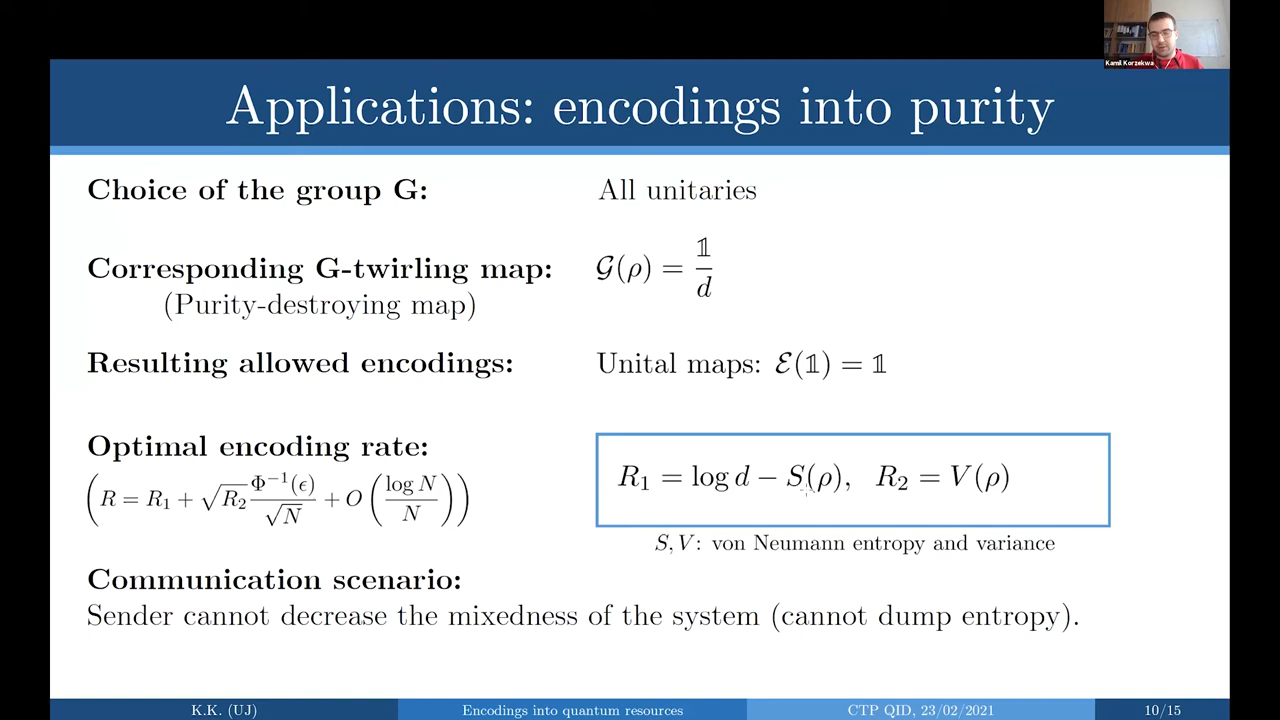 Kamil Korzekwa
Applications: encodings into purity
Choice of the group G: All unitaries
Corresponding G-twirling map: 𝒢(ρ) = 𝟙/d
(Purity-destroying map)
Resulting allowed encodings: Unital maps: ℰ(𝟙) = 𝟙
Optimal encoding rate:
(R = R₁ + √R₂ Φ⁻¹(ϵ)/√N + O(log N/N))
R₁ = log d − S(ρ), R₂ = V(ρ)
S, V: von Neumann entropy and variance
Communication scenario:
Sender cannot decrease the mixedness of the system (cannot dump entropy).
K.K. (UJ) Encodings into quantum resources CTP QID, 23/02/2021 10/15